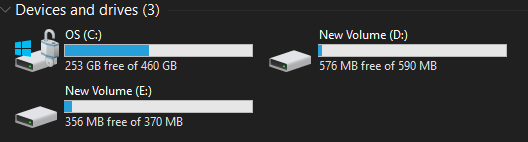 Devices and drives (3)
OS (C:)
253 GB free of 460 GB
New Volume (D:)
576 MB free of 590 MB
New Volume (E:)
356 MB free of 370 MB